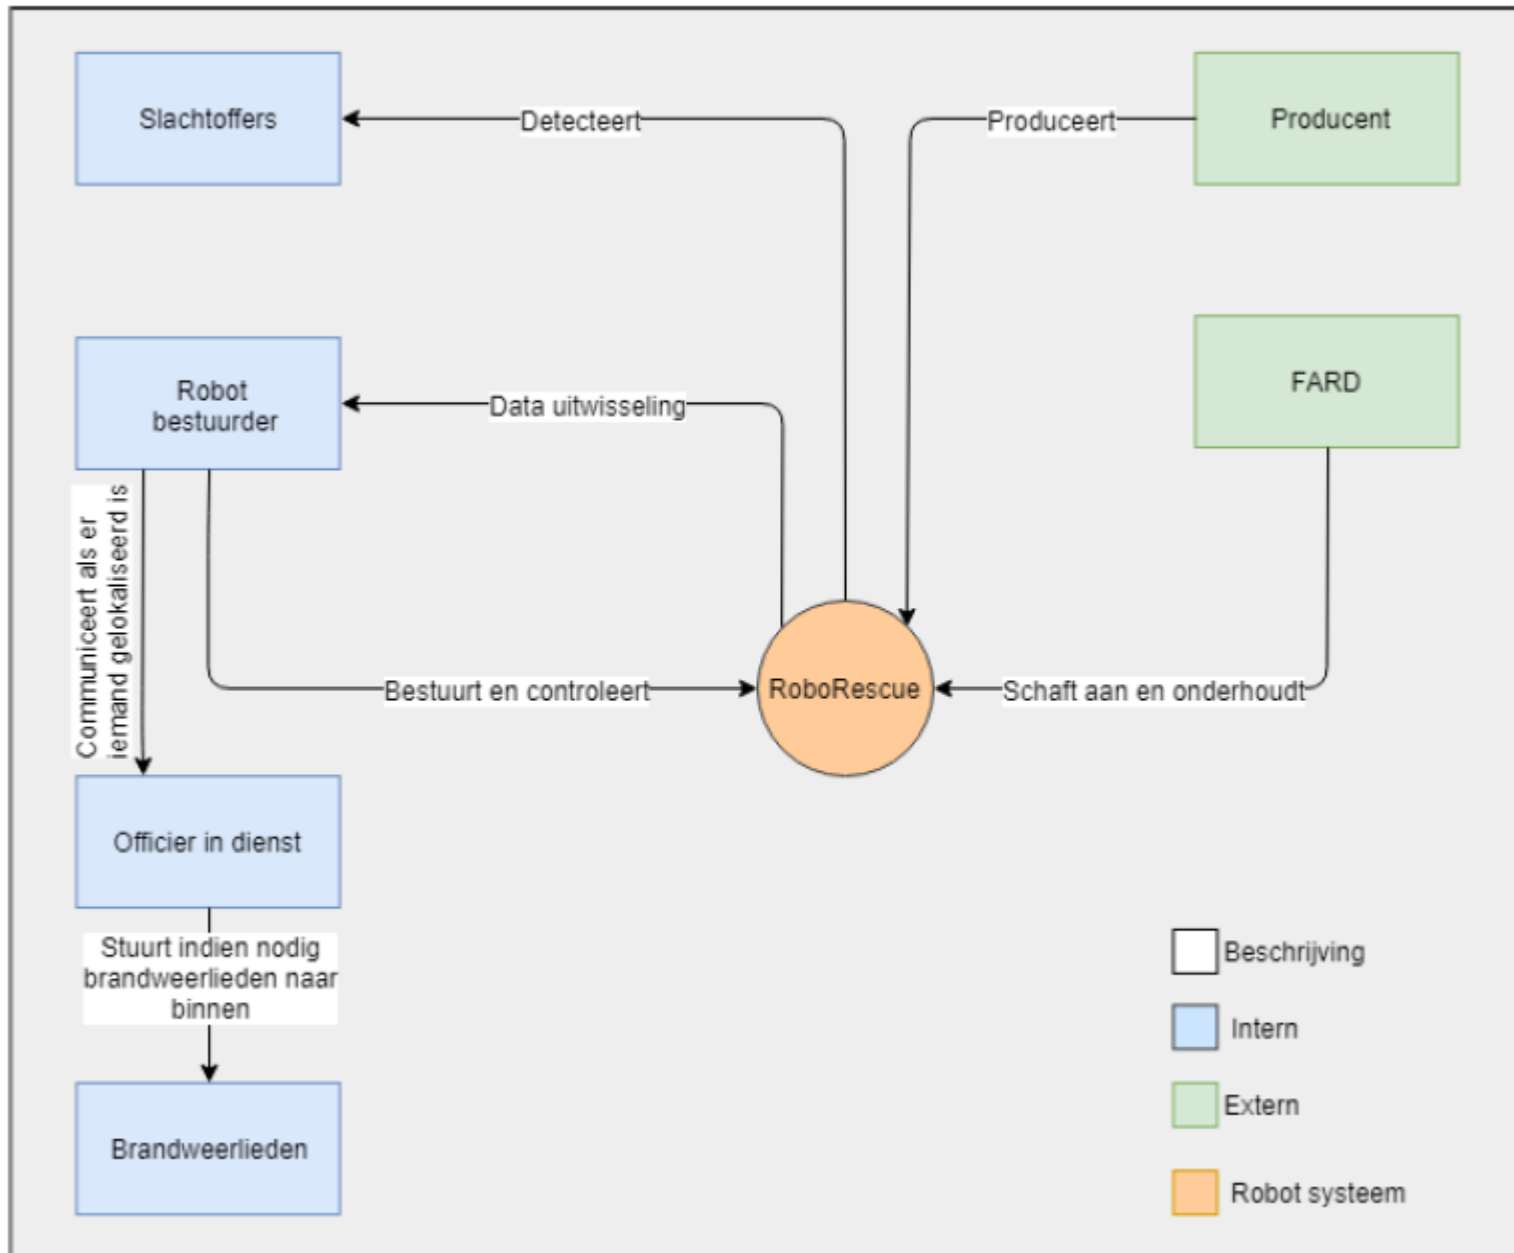 Slachtoffers
Detecteert
Produceert
Producent
Robot
bestuurder
Data uitwisseling
FARD
Communiceert als er
iemand gelokaliseerd is
Bestuurt en controleert
RoboRescue
Schaft aan en onderhoudt
Officier in dienst
Stuurt indien nodig
brandweerlieden naar
binnen
Brandweerlieden
Beschrijving
Intern
Extern
Robot systeem